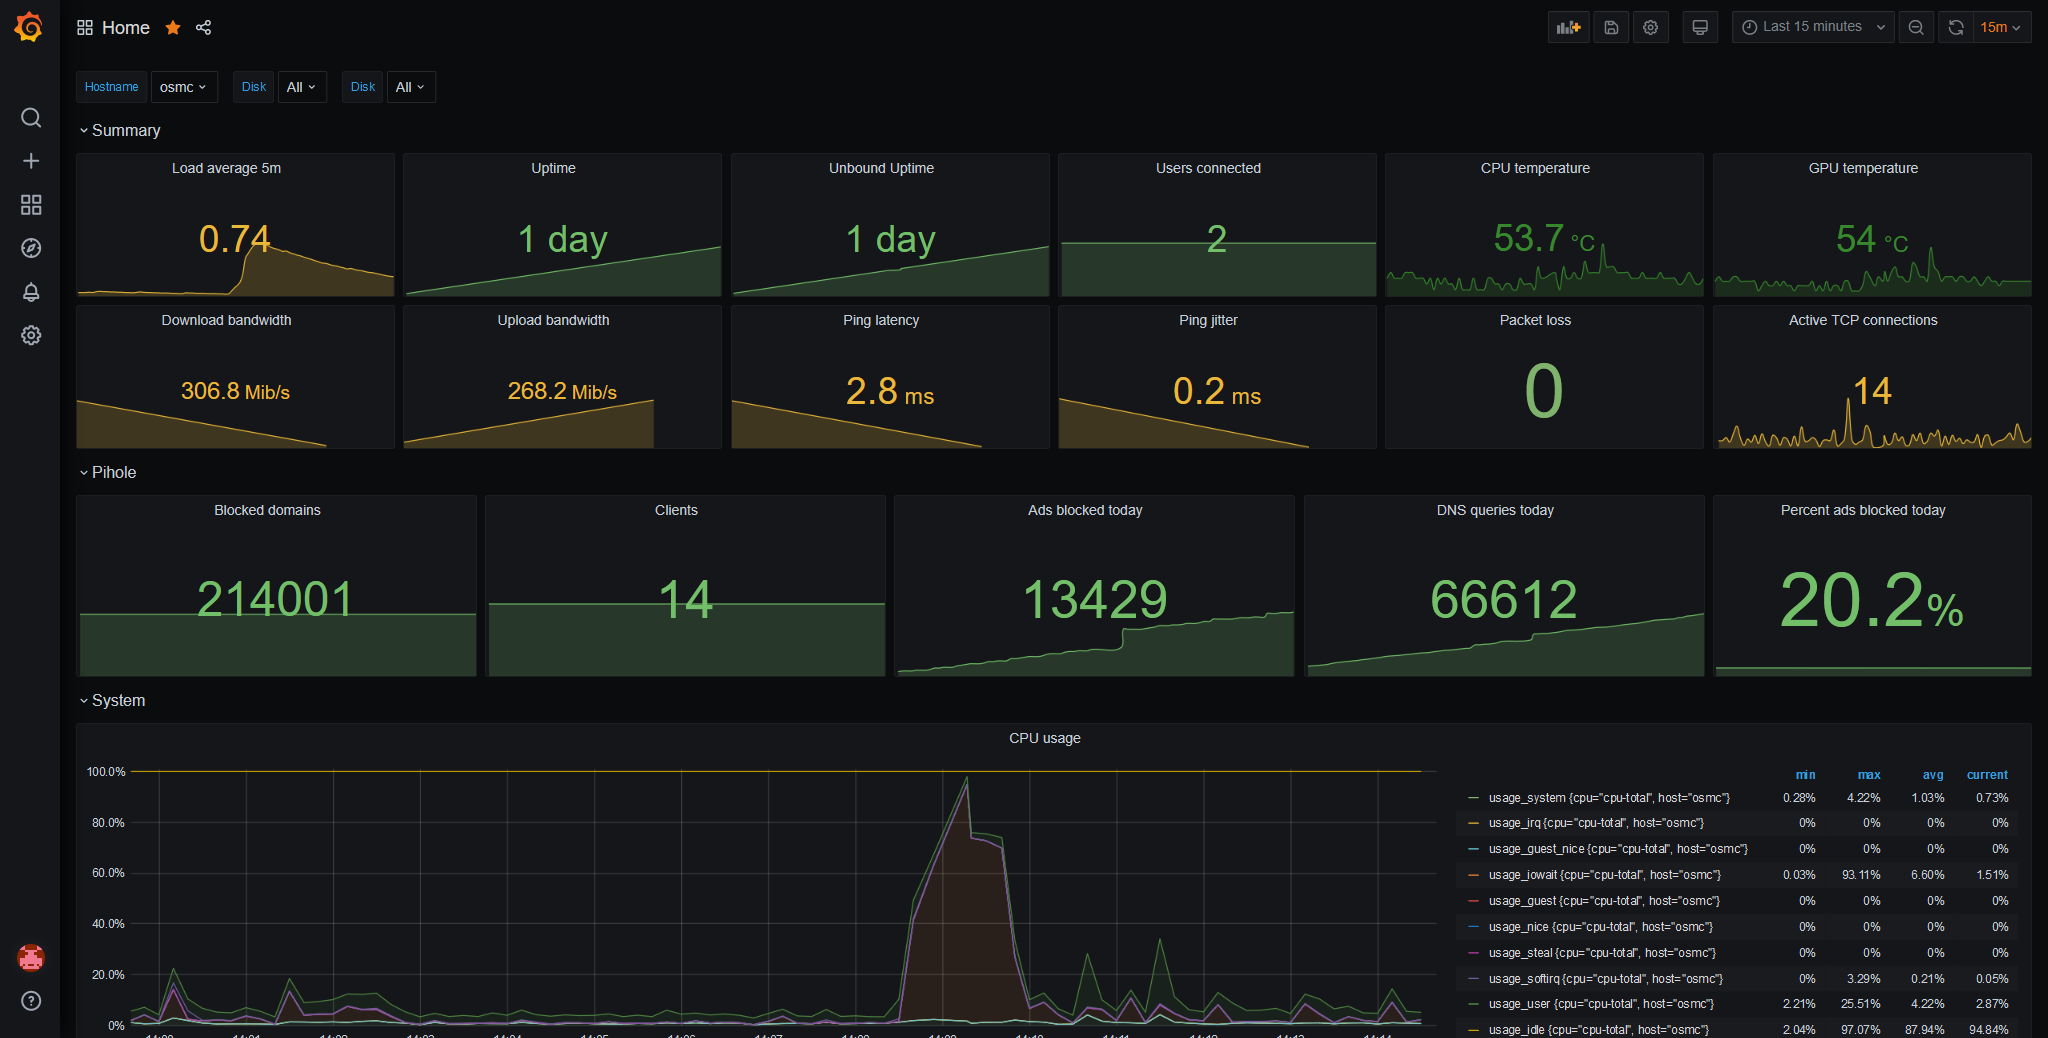 Home
Last 15 minutes
15m
Hostname osmc Disk All Disk All
Summary
Load average 5m
0.74
Uptime
1 day
Unbound Uptime
1 day
Users connected
2
CPU temperature
53.7 °C
GPU temperature
54 °C
Download bandwidth
306.8 Mib/s
Upload bandwidth
268.2 Mib/s
Ping latency
2.8 ms
Ping jitter
0.2 ms
Packet loss
0
Active TCP connections
14
Pihole
Blocked domains
214001
Clients
14
Ads blocked today
13429
DNS queries today
66612
Percent ads blocked today
20.2%
System
CPU usage
100.0%
80.0%
60.0%
40.0%
20.0%
0%
min max avg current
usage_system {cpu="cpu-total", host="osmc"} 0.28% 4.22% 1.03% 0.73%
usage_irq {cpu="cpu-total", host="osmc"} 0% 0% 0% 0%
usage_guest_nice {cpu="cpu-total", host="osmc"} 0% 0% 0% 0%
usage_iowait {cpu="cpu-total", host="osmc"} 0.03% 93.11% 6.60% 1.51%
usage_guest {cpu="cpu-total", host="osmc"} 0% 0% 0% 0%
usage_nice {cpu="cpu-total", host="osmc"} 0% 0% 0% 0%
usage_steal {cpu="cpu-total", host="osmc"} 0% 0% 0% 0%
usage_softirq {cpu="cpu-total", host="osmc"} 0% 3.29% 0.21% 0.05%
usage_user {cpu="cpu-total", host="osmc"} 2.21% 25.51% 4.22% 2.87%
usage_idle {cpu="cpu-total", host="osmc"} 2.04% 97.07% 87.94% 94.84%